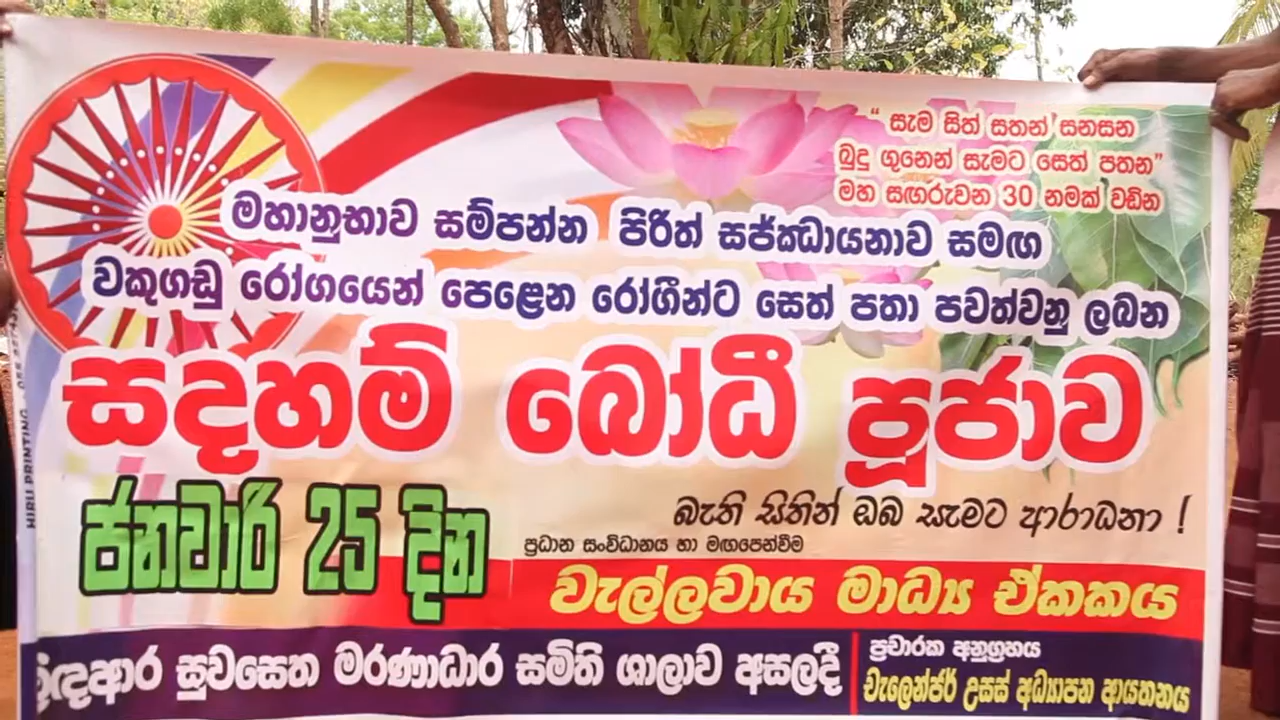 “ සැම සිත් සතන් සනසන
බුදු ගුනෙන් සැමට සෙත් පතන”
මහ සඟරුවන 30 නමක් වඩින
මහානුභාව සම්පන්න පිරිත් සජ්ඣායනාව සමඟ
වකුගඩු රෝගයෙන් පෙළෙන රෝගීන්ට සෙත් පතා පවත්වනු ලබන
සදහම් බෝධී පූජාව
ජනවාරි 25 දින
බැති සිතින් ඔබ සැමට ආරාධනා !
ප්‍රධාන සංවිධානය හා මඟපෙන්වීම
වැල්ලවාය මාධ්‍ය ඒකකය
සුවසෙත මරණාධාර සමිති ශාලාව අසලදී
ප්‍රචාරක අනුග්‍රහය
චැලෙන්ජර් උසස් අධ්‍යාපන ආයතනය
HIRU PRINTING